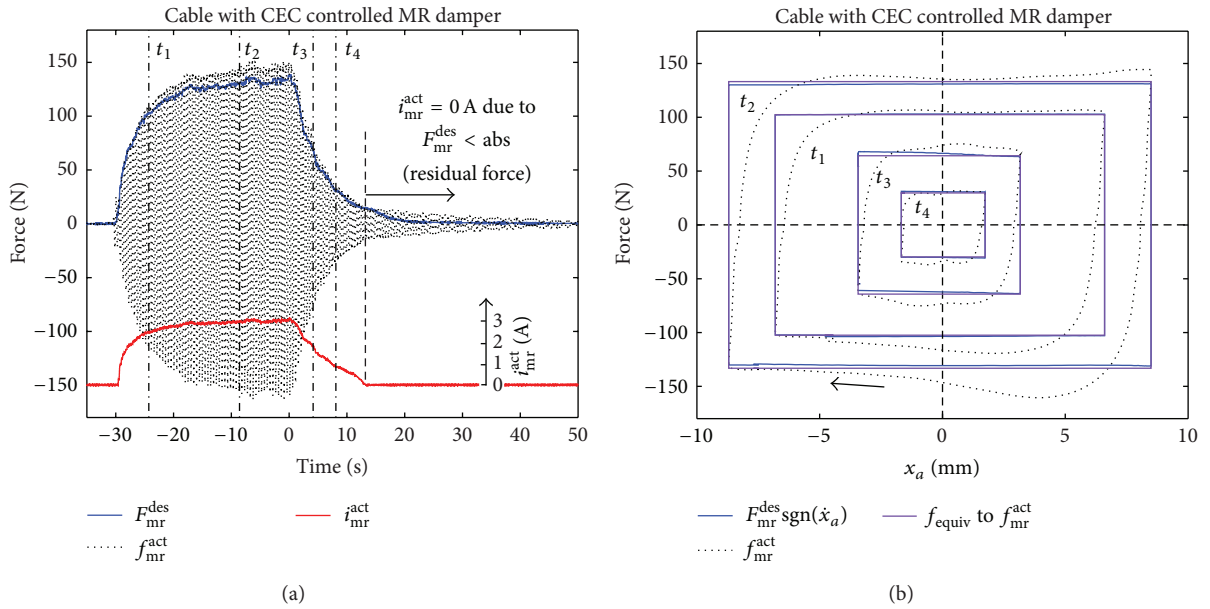 Cable with CEC controlled MR damper
Force (N)
150
100
50
0
−50
−100
−150
t1
t2
t3
t4
i_mr^act = 0 A due to
F_mr^des < abs
(residual force)
3
2
1
0
i_mr^act (A)
−30
−20
−10
0
10
20
30
40
50
Time (s)
F_mr^des
i_mr^act
f_mr^act
(a)
Cable with CEC controlled MR damper
Force (N)
150
100
50
0
−50
−100
−150
t2
t1
t3
t4
−10
−5
0
5
10
x_a (mm)
F_mr^des sgn(ẋ_a)
f_equiv to f_mr^act
f_mr^act
(b)